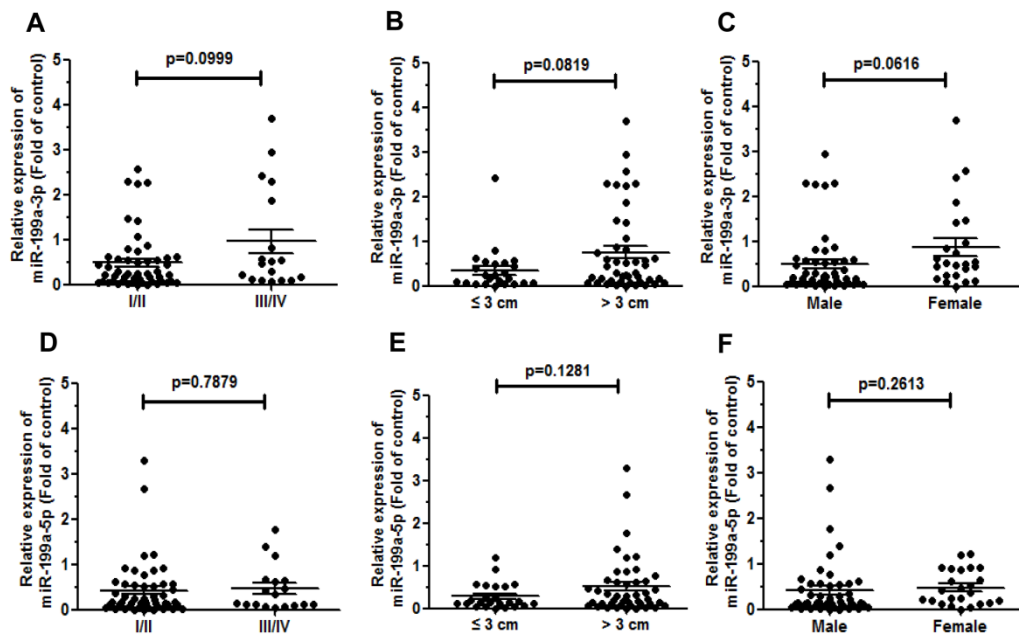 A
Relative expression of
miR-199a-3p (Fold of control)
5
4
3
2
1
0
p=0.0999
I/II
III/IV
B
Relative expression of
miR-199a-3p (Fold of control)
5
4
3
2
1
0
p=0.0819
≤ 3 cm
> 3 cm
C
Relative expression of
miR-199a-3p (Fold of control)
5
4
3
2
1
0
p=0.0616
Male
Female
D
Relative expression of
miR-199a-5p (Fold of control)
5
4
3
2
1
0
p=0.7879
I/II
III/IV
E
Relative expression of
miR-199a-5p (Fold of control)
5
4
3
2
1
0
p=0.1281
≤ 3 cm
> 3 cm
F
Relative expression of
miR-199a-5p (Fold of control)
5
4
3
2
1
0
p=0.2613
Male
Female